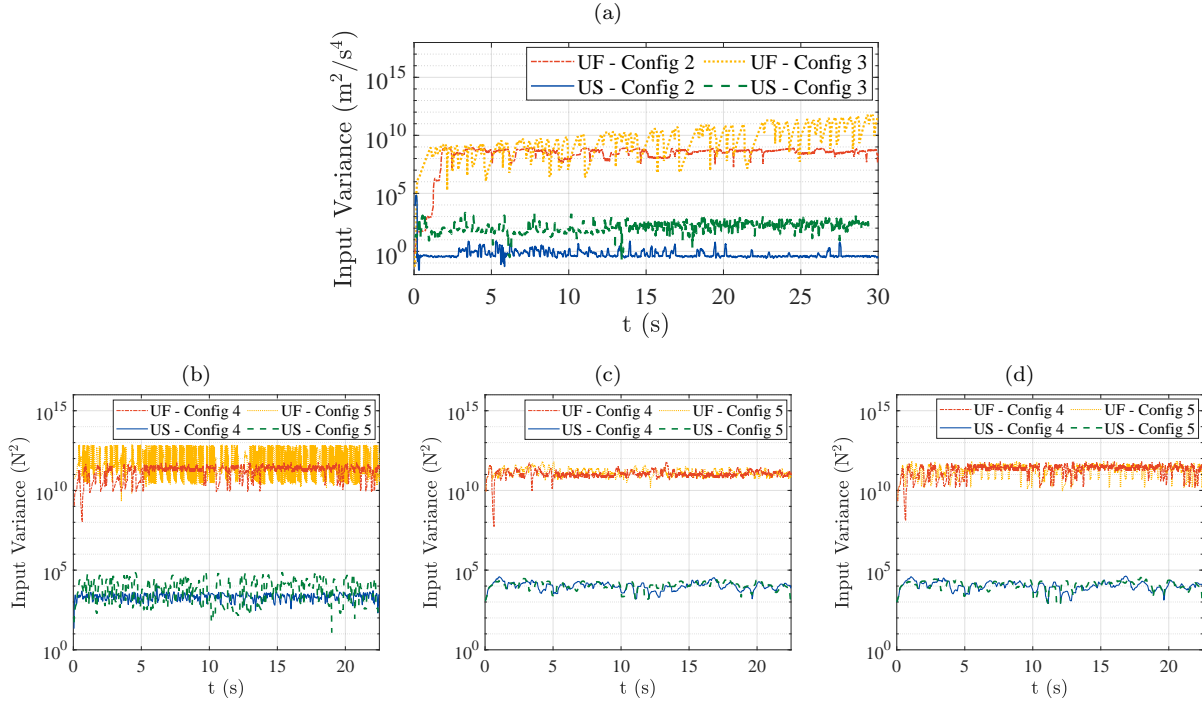 (a)
Input Variance (m²/s⁴)
10¹⁵
10¹⁰
10⁵
10⁰
UF - Config 2 UF - Config 3
US - Config 2 US - Config 3
0 5 10 15 20 25 30
t (s)
(b)
Input Variance (N²)
10¹⁵
10¹⁰
10⁵
10⁰
UF - Config 4 UF - Config 5
US - Config 4 US - Config 5
0 5 10 15 20
t (s)
(c)
Input Variance (N²)
10¹⁵
10¹⁰
10⁵
10⁰
UF - Config 4 UF - Config 5
US - Config 4 US - Config 5
0 5 10 15 20
t (s)
(d)
Input Variance (N²)
10¹⁵
10¹⁰
10⁵
10⁰
UF - Config 4 UF - Config 5
US - Config 4 US - Config 5
0 5 10 15 20
t (s)